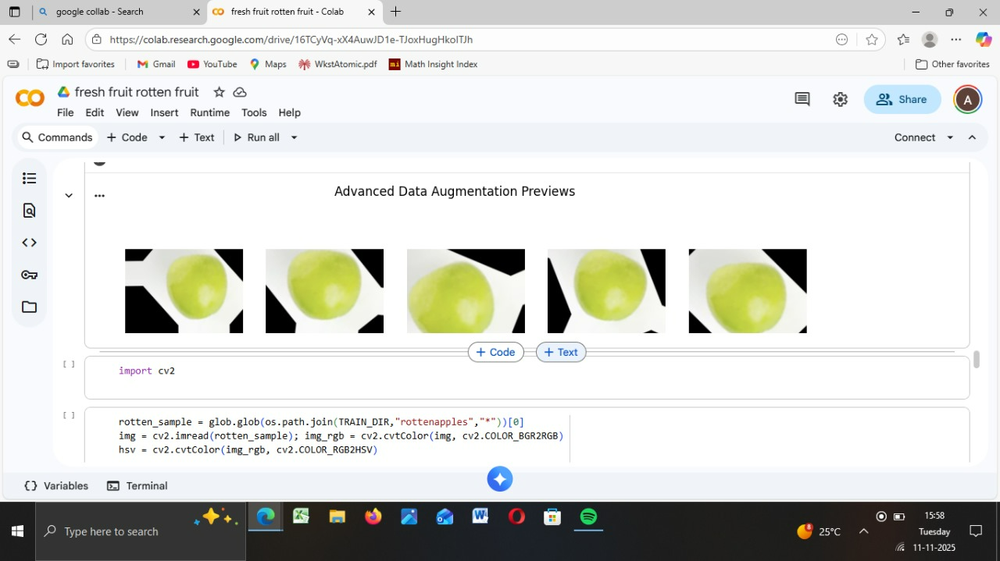 google collab - Search
fresh fruit rotten fruit - Colab
https://colab.research.google.com/drive/16TCyVq-xX4AuwJD1e-TJoxHugHkolTJh
Import favorites
Gmail
YouTube
Maps
WkstAtomic.pdf
mi Math Insight Index
Other favorites
CO
fresh fruit rotten fruit
File Edit View Insert Runtime Tools Help
Share
A
Commands + Code + Text Run all
Connect
Advanced Data Augmentation Previews
+ Code + Text
[ ]
import cv2
[ ]
rotten_sample = glob.glob(os.path.join(TRAIN_DIR,"rottenapples","*"))[0]
img = cv2.imread(rotten_sample); img_rgb = cv2.cvtColor(img, cv2.COLOR_BGR2RGB)
hsv = cv2.cvtColor(img_rgb, cv2.COLOR_RGB2HSV)
{} Variables
Terminal
Type here to search
8
25°C
15:58
Tuesday
11-11-2025